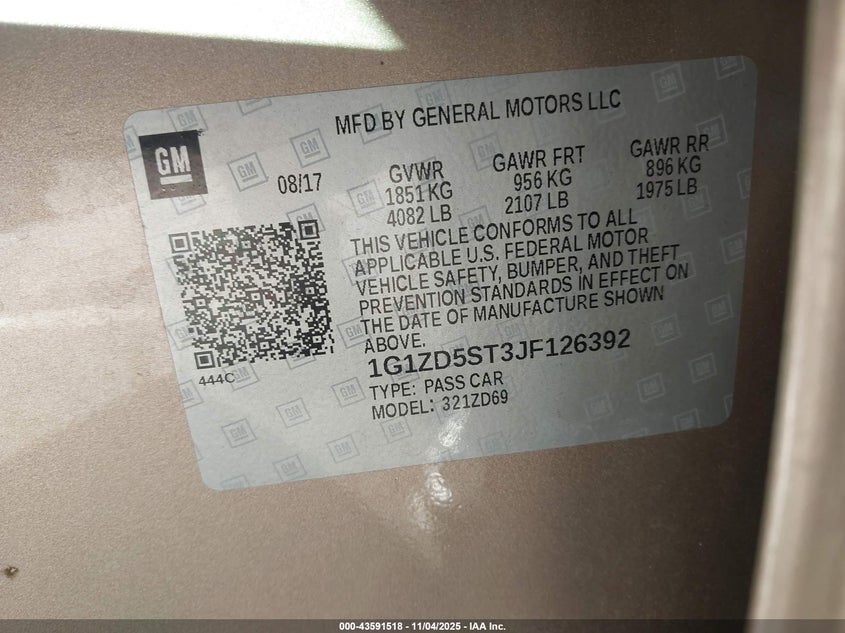 MFD BY GENERAL MOTORS LLC
GM
08/17
GVWR
1851 KG
4082 LB
GAWR FRT
956 KG
2107 LB
GAWR RR
896 KG
1975 LB
THIS VEHICLE CONFORMS TO ALL
APPLICABLE U.S. FEDERAL MOTOR
VEHICLE SAFETY, BUMPER, AND THEFT
PREVENTION STANDARDS IN EFFECT ON
THE DATE OF MANUFACTURE SHOWN
ABOVE.
444C
1G1ZD5ST3JF126392
TYPE: PASS CAR
MODEL: 321ZD69
000-43591518 - 11/04/2025 - IAA Inc.